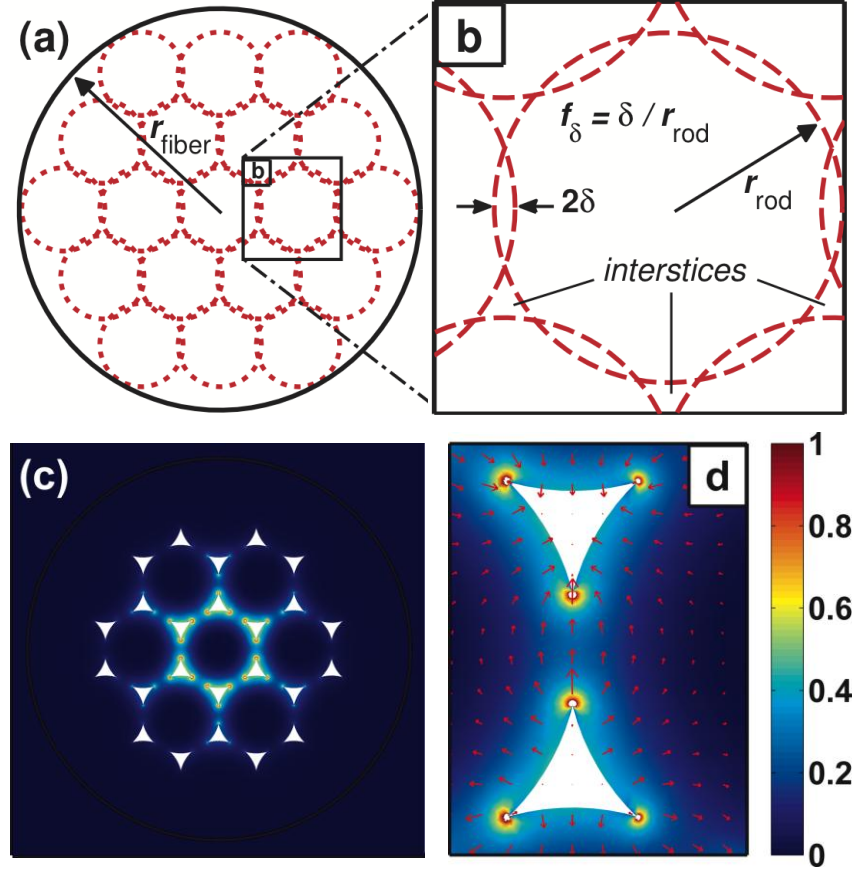 (a)
r_fiber
b
b
f_δ = δ / r_rod
r_rod
2δ
interstices
(c)
d
1
0.8
0.6
0.4
0.2
0